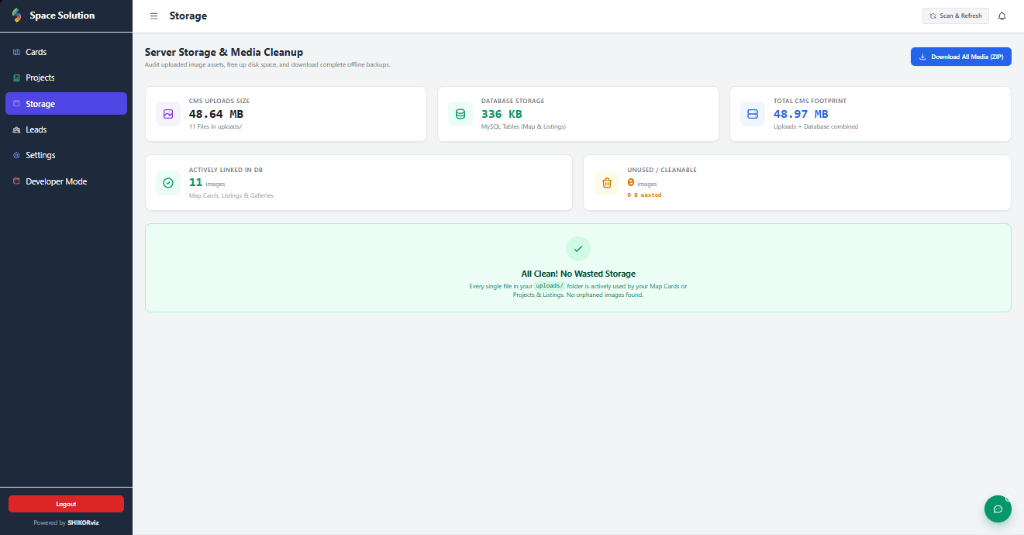 Space Solution
Storage
Scan & Refresh
Cards
Projects
Storage
Leads
Settings
Developer Mode
Logout
Powered by SHIKORviz
Server Storage & Media Cleanup
Audit uploaded image assets, free up disk space, and download complete offline backups.
Download All Media (ZIP)
CMS UPLOADS SIZE
48.64 MB
11 Files in uploads/
DATABASE STORAGE
336 KB
MySQL Tables (Map & Listings)
TOTAL CMS FOOTPRINT
48.97 MB
Uploads + Database combined
ACTIVELY LINKED IN DB
11 images
Map Cards, Listings & Galleries
UNUSED / CLEANABLE
0 images
0 B wasted
All Clean! No Wasted Storage
Every single file in your uploads/ folder is actively used by your Map Cards or
Projects & Listings. No orphaned images found.